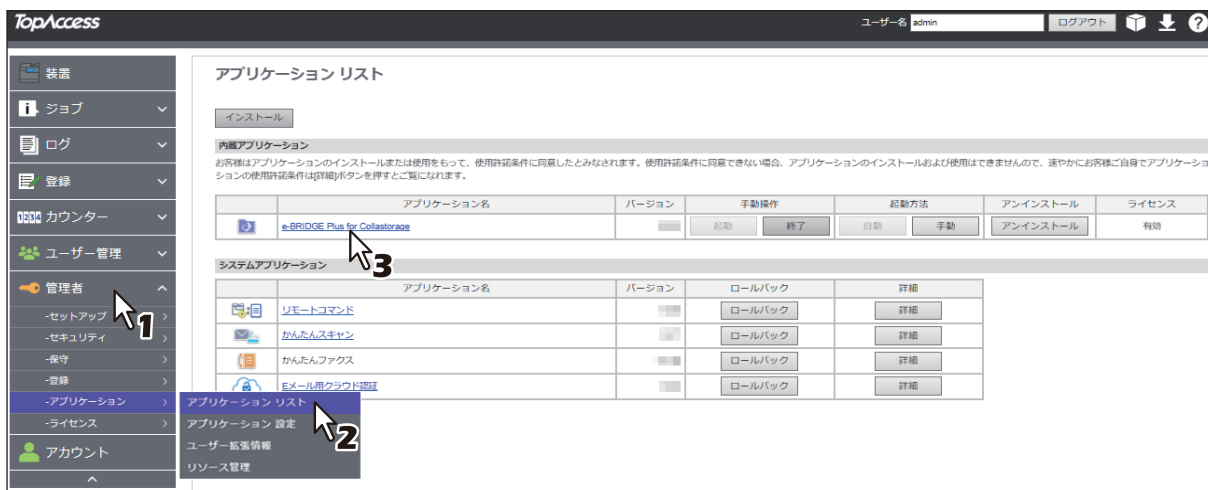 TopAccess
ユーザー名 admin ログアウト
装置
ジョブ
ログ
登録
カウンター
ユーザー管理
管理者
-セットアップ
-セキュリティ
-保守
-登録
-アプリケーション
-ライセンス
アカウント
アプリケーション リスト
アプリケーション 設定
ユーザー拡張情報
リソース管理
1
2
3
アプリケーション リスト
インストール
内蔵アプリケーション
お客様はアプリケーションのインストールまたは使用をもって、使用許諾条件に同意したとみなされます。使用許諾条件に同意できない場合、アプリケーションのインストールおよび使用はできませんので、速やかにお客様ご自身でアプリケーショ
ションの使用許諾条件は[詳細]ボタンを押すとご覧になれます。
アプリケーション名 バージョン 手動操作 起動方法 アンインストール ライセンス
e-BRIDGE Plus for Collastorage 起動 終了 自動 手動 アンインストール 有効
システムアプリケーション
アプリケーション名 バージョン ロールバック 詳細
リモートコマンド ロールバック 詳細
かんたんスキャン ロールバック 詳細
かんたんファクス ロールバック 詳細
Eメール用クラウド認証 ロールバック 詳細